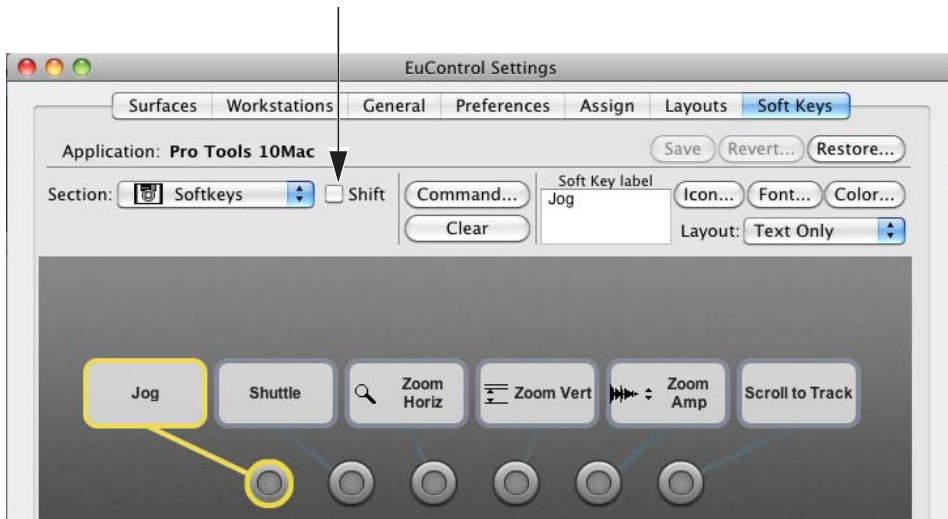 EuControl Settings
Surfaces Workstations General Preferences Assign Layouts Soft Keys
Application: Pro Tools 10Mac Save Revert... Restore...
Section: Softkeys Shift Command... Soft Key label Icon... Font... Color...
Jog
Clear Layout: Text Only
Jog Shuttle Zoom Horiz Zoom Vert Zoom Amp Scroll to Track